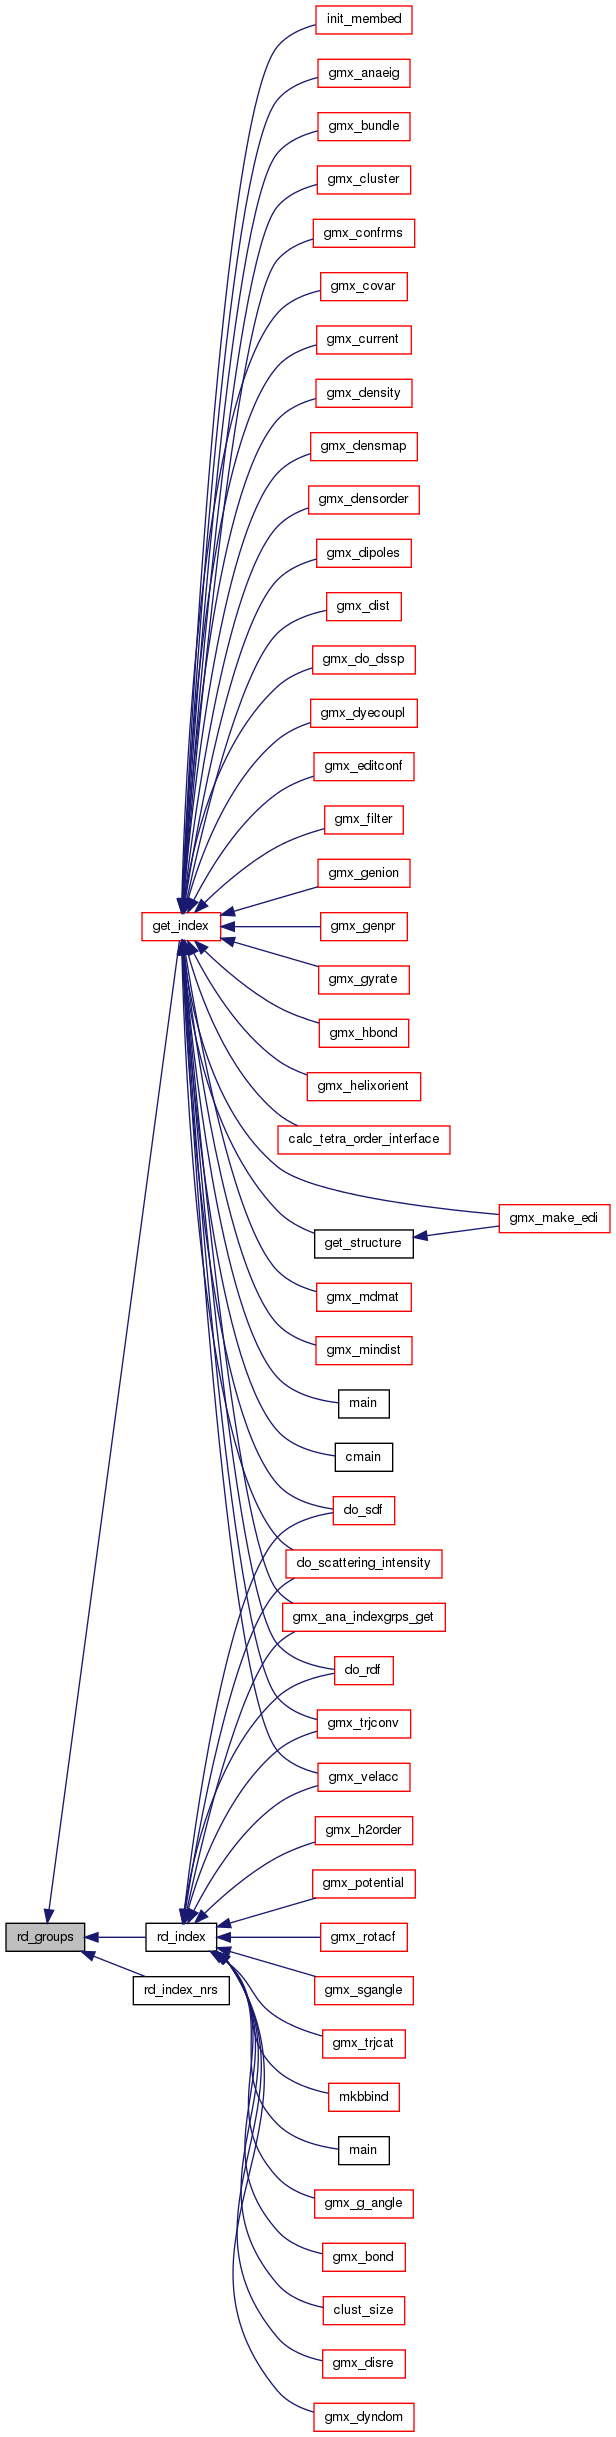 init_membed
gmx_anaeig
gmx_bundle
gmx_cluster
gmx_confrms
gmx_covar
gmx_current
gmx_density
gmx_densmap
gmx_densorder
gmx_dipoles
gmx_dist
gmx_do_dssp
gmx_dyecoupl
gmx_editconf
gmx_filter
gmx_genion
get_index
gmx_genpr
gmx_gyrate
gmx_hbond
gmx_helixorient
calc_tetra_order_interface
gmx_make_edi
get_structure
gmx_mdmat
gmx_mindist
main
cmain
do_sdf
do_scattering_intensity
gmx_ana_indexgrps_get
do_rdf
gmx_trjconv
gmx_velacc
gmx_h2order
gmx_potential
rd_groups
rd_index
gmx_rotacf
rd_index_nrs
gmx_sgangle
gmx_trjcat
mkbbind
main
gmx_g_angle
gmx_bond
clust_size
gmx_disre
gmx_dyndom